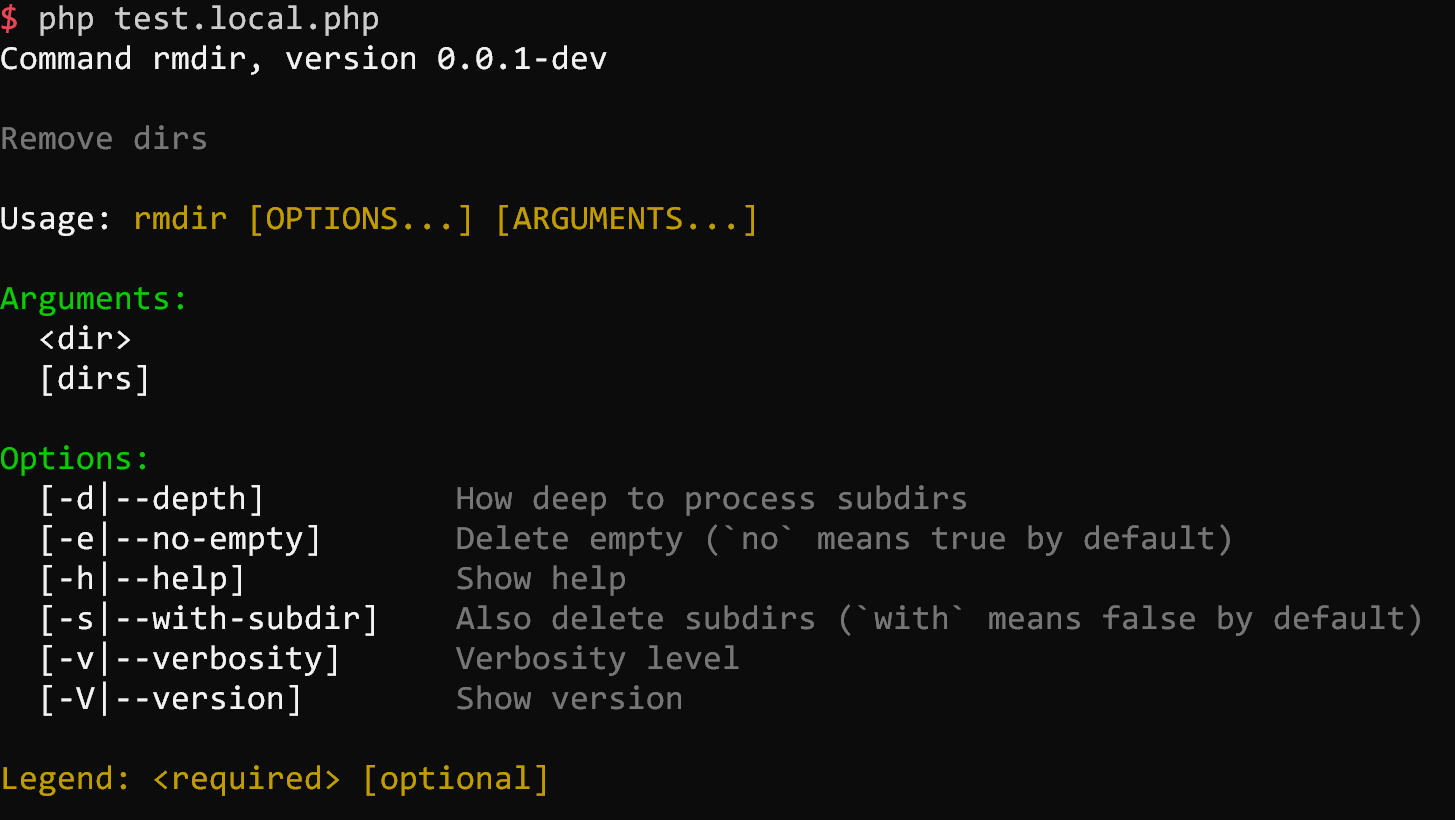 $ php test.local.php
Command rmdir, version 0.0.1-dev
Remove dirs
Usage: rmdir [OPTIONS...] [ARGUMENTS...]
Arguments:
<dir>
[dirs]
Options:
[-d|--depth] How deep to process subdirs
[-e|--no-empty] Delete empty (`no` means true by default)
[-h|--help] Show help
[-s|--with-subdir] Also delete subdirs (`with` means false by default)
[-v|--verbosity] Verbosity level
[-V|--version] Show version
Legend: <required> [optional]